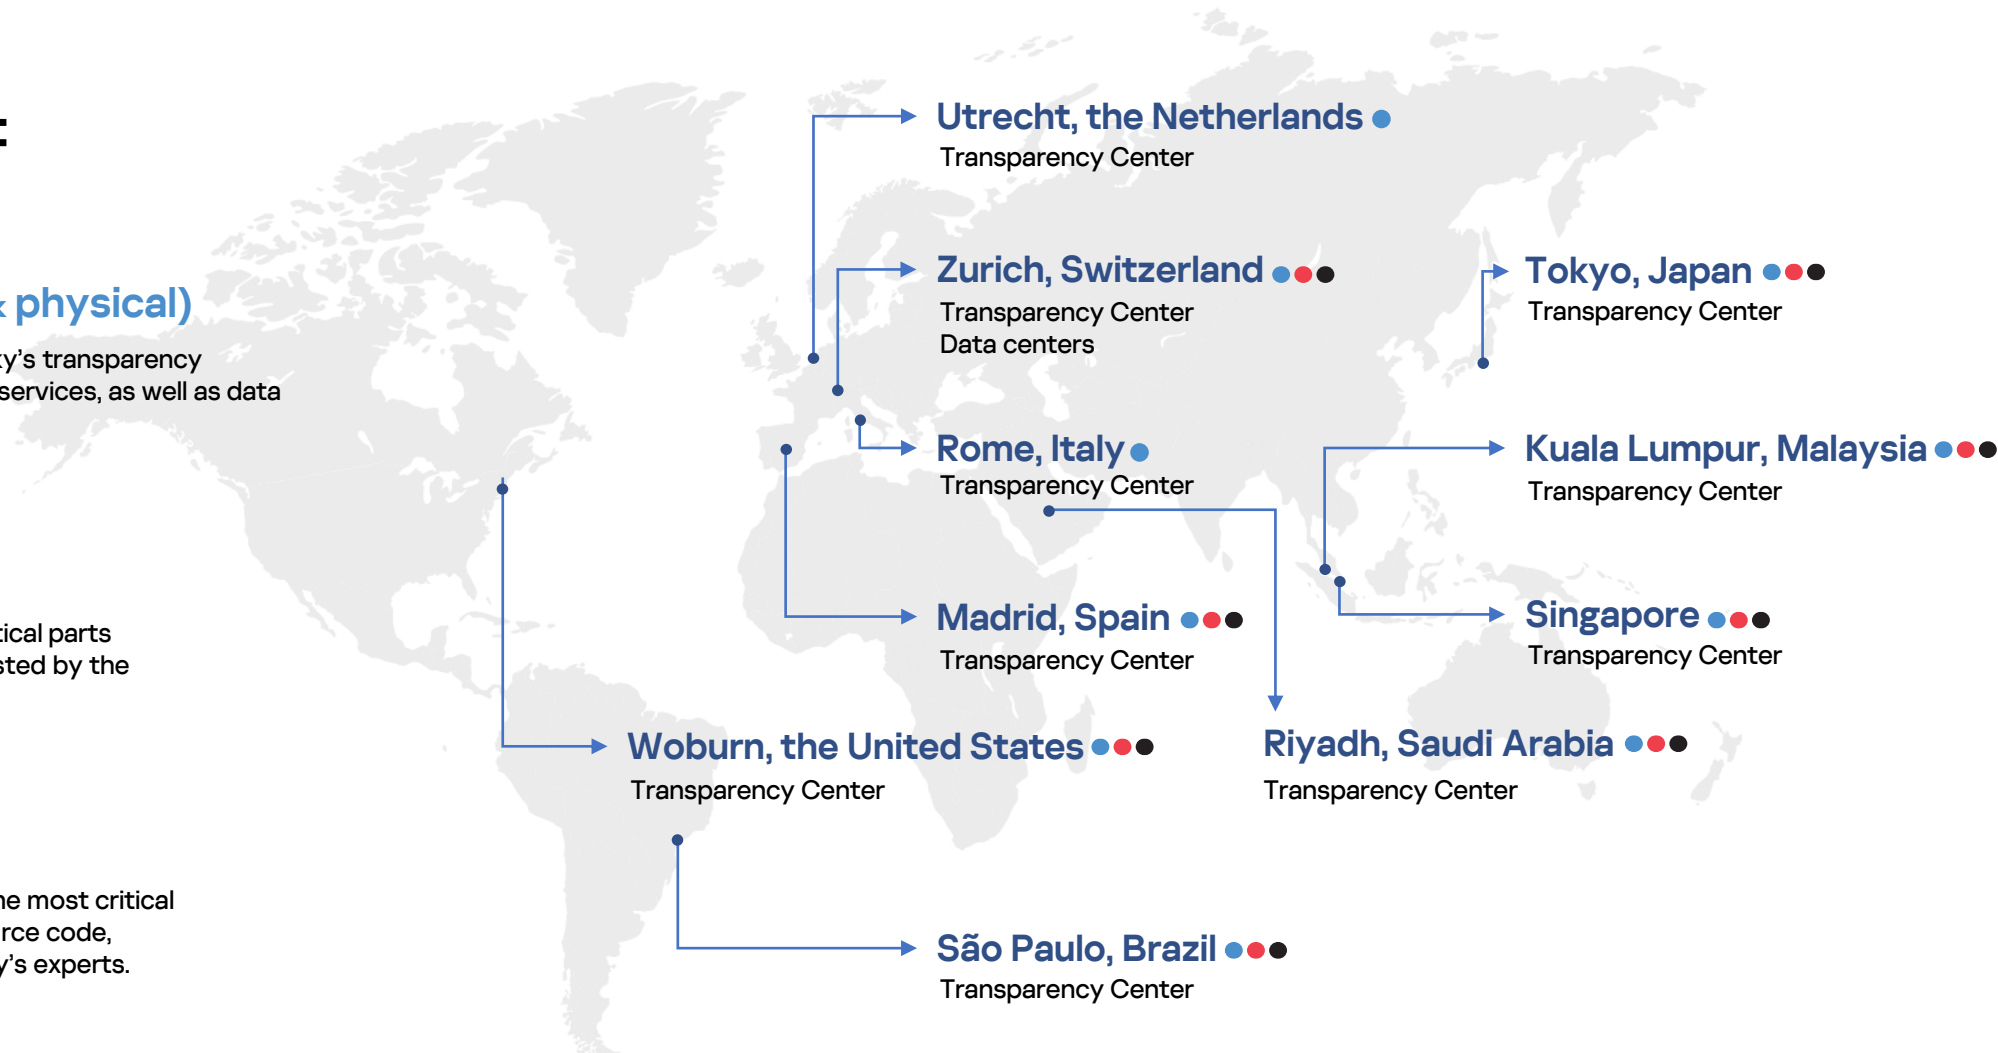 :
physical)
y's transparency
services, as well as data
tical parts
sted by the
he most critical
rce code,
y's experts.
Utrecht, the Netherlands
Transparency Center
Zurich, Switzerland
Transparency Center
Data centers
Rome, Italy
Transparency Center
Madrid, Spain
Transparency Center
Woburn, the United States
Transparency Center
São Paulo, Brazil
Transparency Center
Tokyo, Japan
Transparency Center
Kuala Lumpur, Malaysia
Transparency Center
Singapore
Transparency Center
Riyadh, Saudi Arabia
Transparency Center